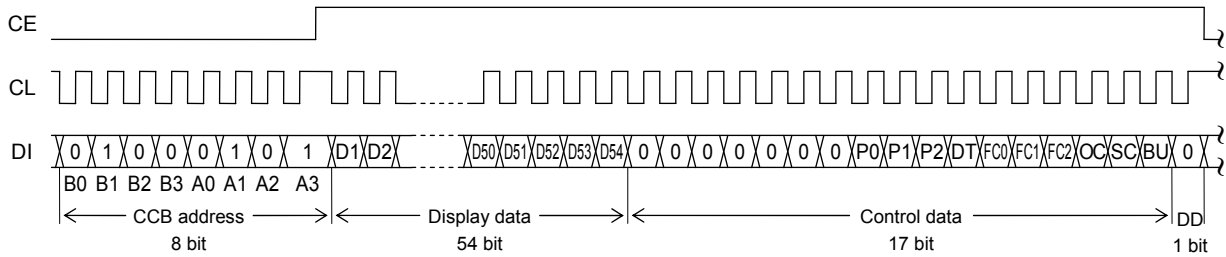 CE
CL
DI 0 1 0 0 0 1 0 1 D1 D2 D50 D51 D52 D53 D54 0 0 0 0 0 0 0 P0 P1 P2 DT FC0 FC1 FC2 OC SC BU 0
B0 B1 B2 B3 A0 A1 A2 A3
CCB address Display data Control data DD
8 bit 54 bit 17 bit 1 bit